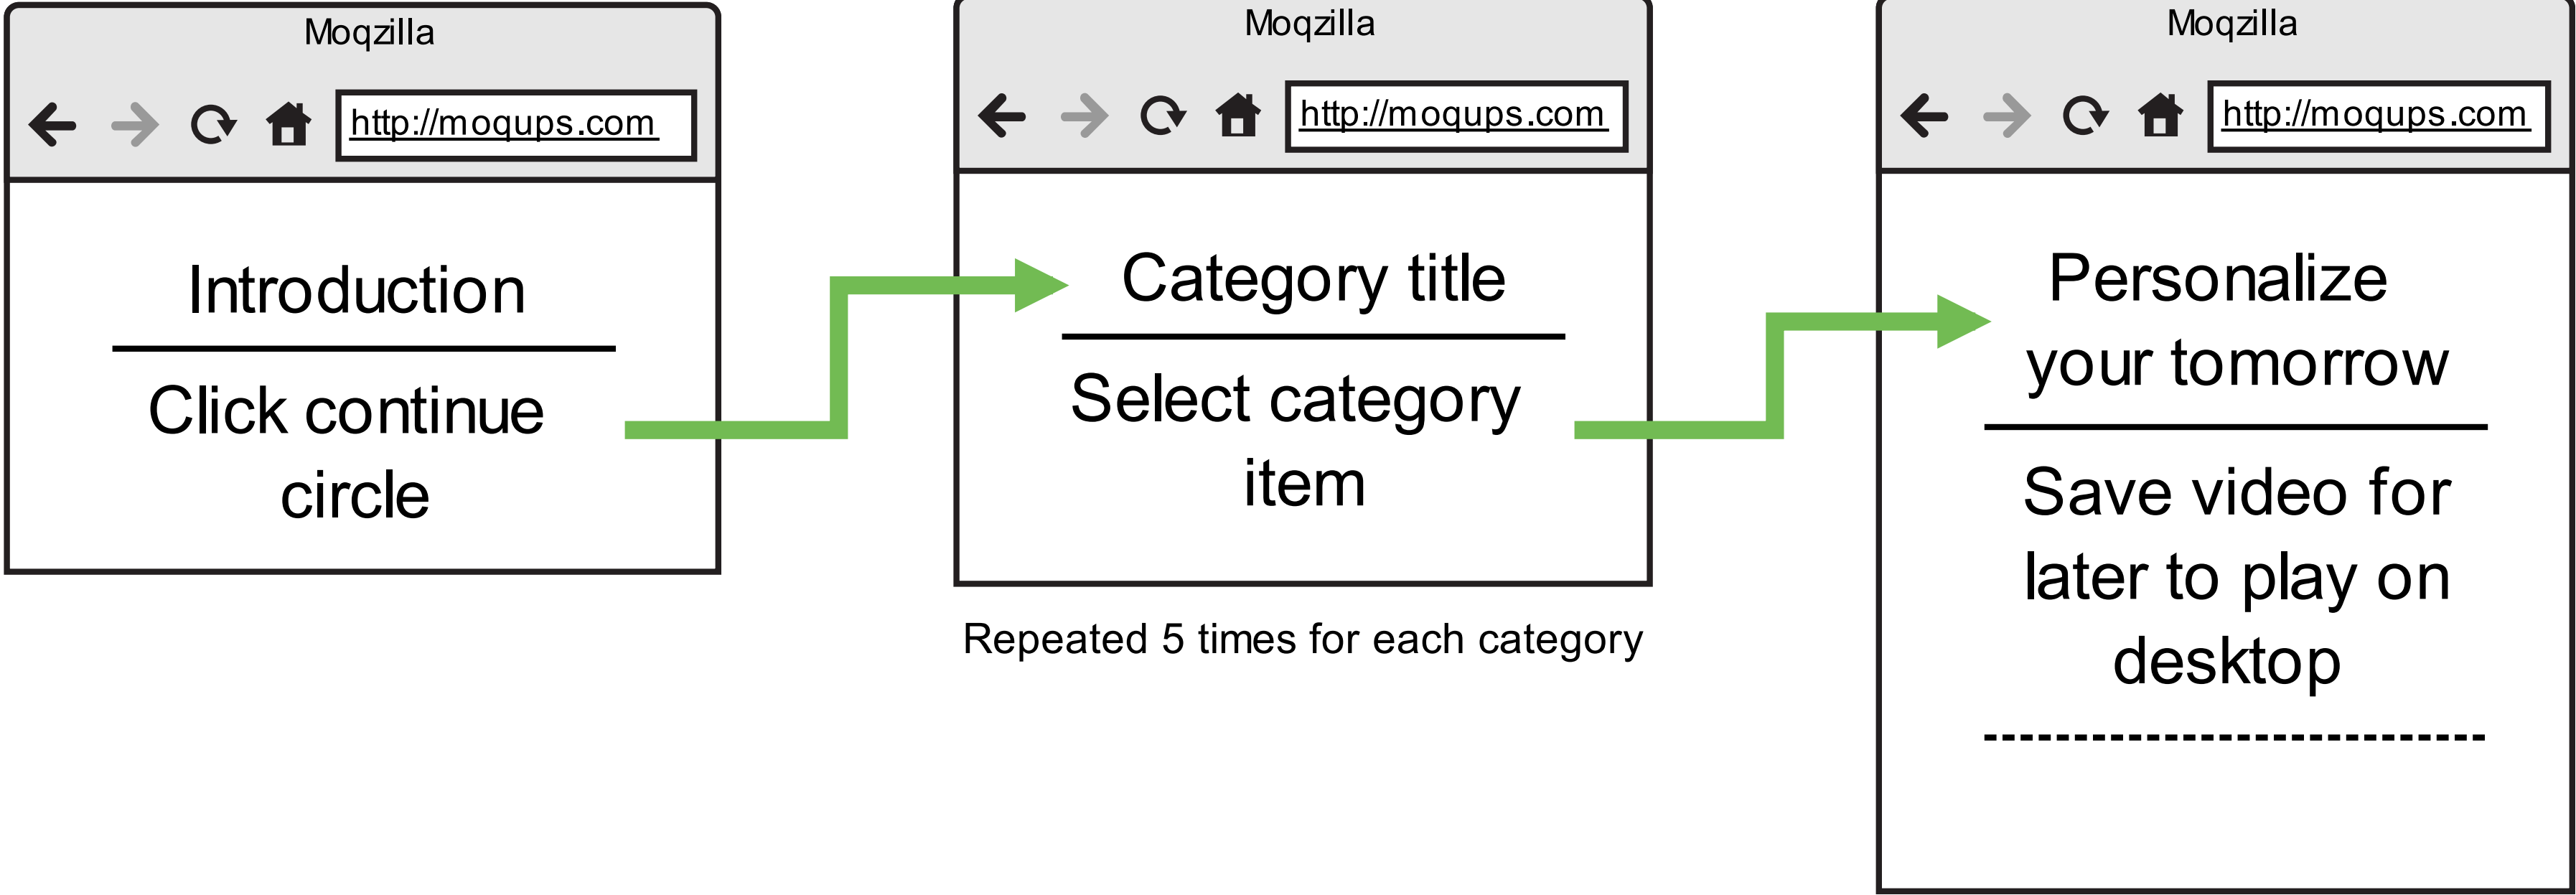 Moqzilla
http://moqups.com
Introduction
Click continue
circle
Moqzilla
http://moqups.com
Category title
Select category
item
Repeated 5 times for each category
Moqzilla
http://moqups.com
Personalize
your tomorrow
Save video for
later to play on
desktop